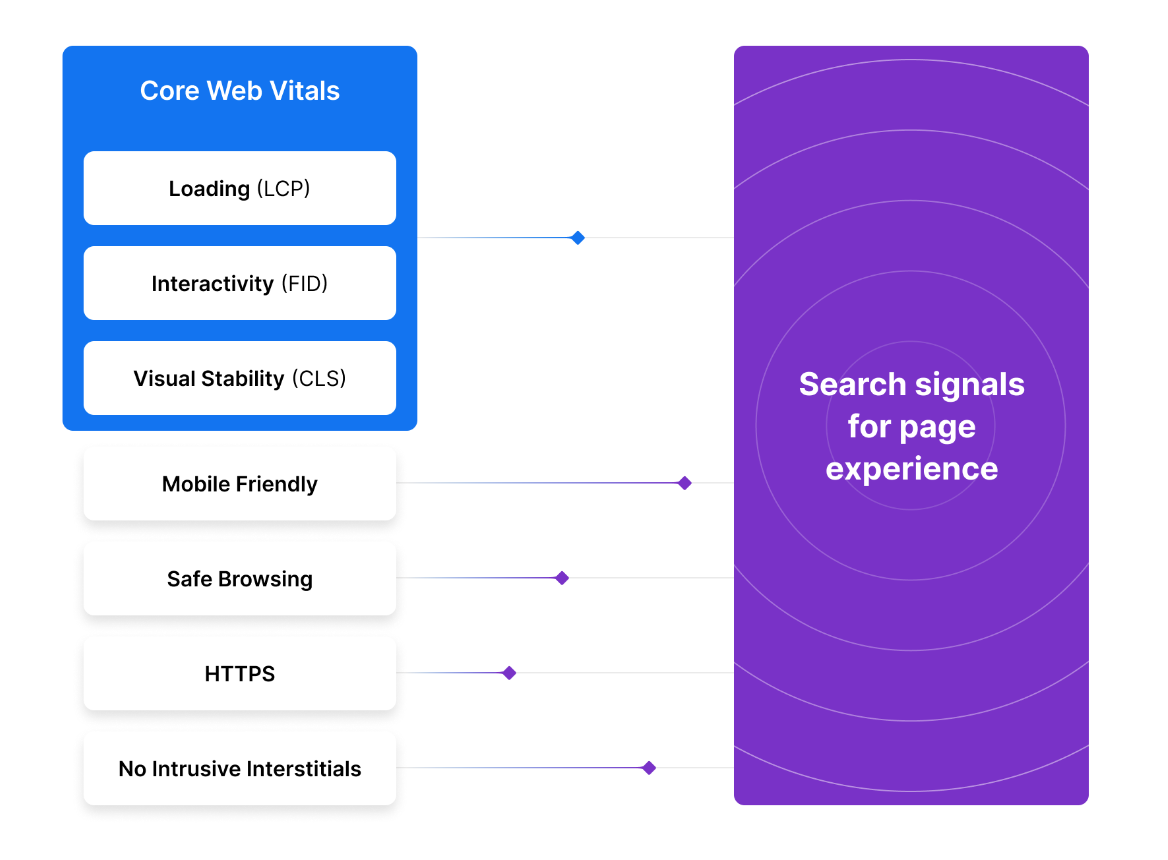 Core Web Vitals
Loading (LCP)
Interactivity (FID)
Visual Stability (CLS)
Mobile Friendly
Safe Browsing
HTTPS
No Intrusive Interstitials
Search signals
for page
experience